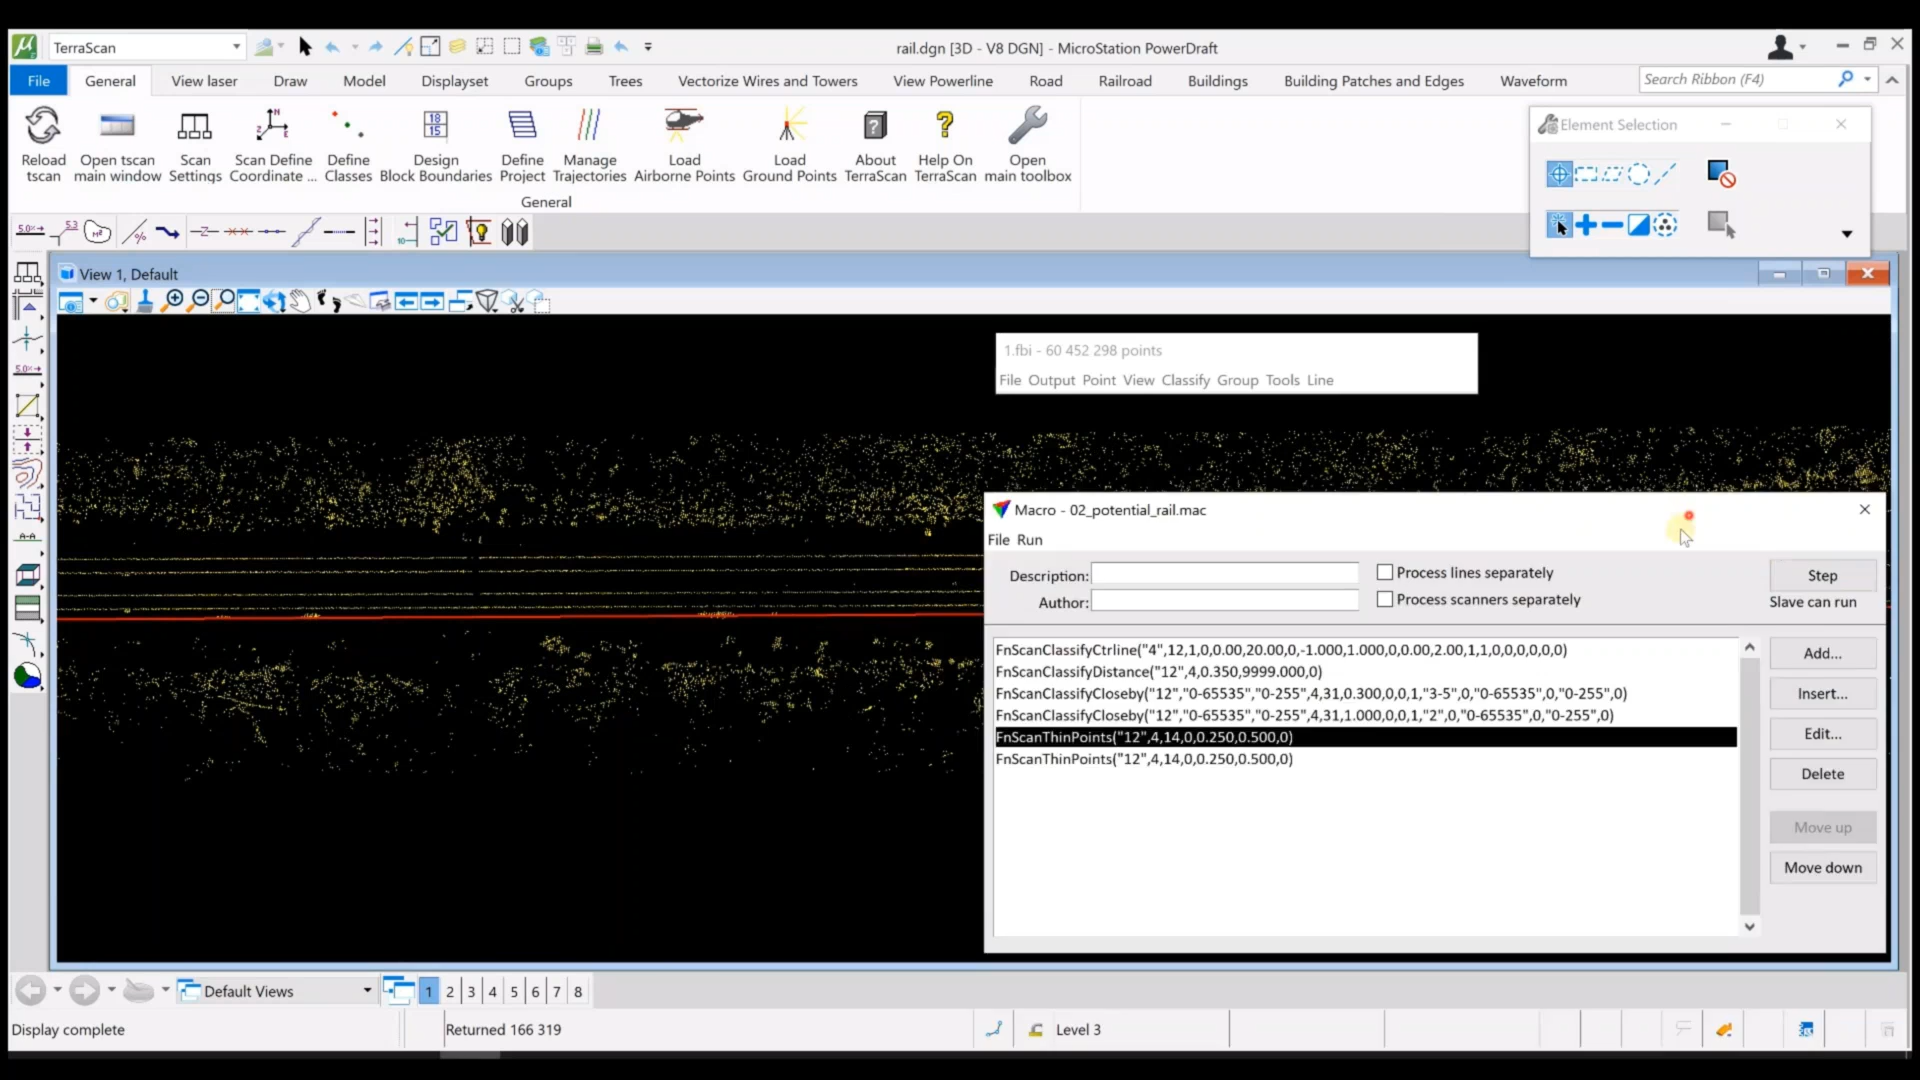 TerraScan
rail.dgn [3D - V8 DGN] - MicroStation PowerDraft
File General View laser Draw Model Displayset Groups Trees Vectorize Wires and Towers View Powerline Road Railroad Buildings Building Patches and Edges Waveform
Search Ribbon (F4)
18
15
Reload tscan
Open tscan main window
Scan Settings
Scan Define Coordinate ...
Define Classes
Design Block Boundaries
Define Project
Manage Trajectories
Load Airborne Points
Load Ground Points
About TerraScan
Help On TerraScan
Open main toolbox
General
Element Selection
View 1, Default
1.fbi - 60 452 298 points
File Output Point View Classify Group Tools Line
Macro - 02_potential_rail.mac
File Run
Description:
Process lines separately
Step
Author:
Process scanners separately
Slave can run
FnScanClassifyCtrline("4",12,1,0,0.00,20.00,0,-1.000,1.000,0,0.00,2.00,1,1,0,0,0,0,0)
FnScanClassifyDistance("12",4,0.350,9999.000,0)
FnScanClassifyCloseby("12","0-65535","0-255",4,31,0.300,0,0,1,"3-5",0,"0-65535",0,"0-255",0)
FnScanClassifyCloseby("12","0-65535","0-255",4,31,1.000,0,0,1,"2",0,"0-65535",0,"0-255",0)
FnScanThinPoints("12",4,14,0,0.250,0.500,0)
FnScanThinPoints("12",4,14,0,0.250,0.500,0)
Add...
Insert...
Edit...
Delete
Move up
Move down
Default Views
1 2 3 4 5 6 7 8
Display complete
Returned 166 319
Level 3